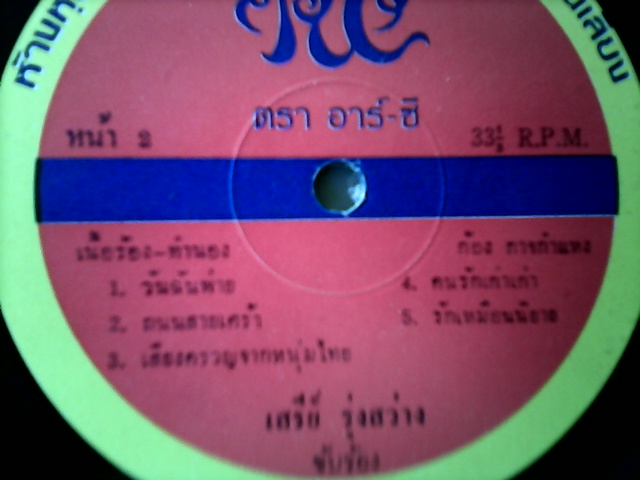 ตรา อาร์-ซี
หน้า 2
33⅓ R.P.M.
เนื้อร้อง-ทำนอง
ก้อง กาจกำแหง
1. วันฉันพ่าย
2. ถนนสายเศร้า
3. เสียงครวญจากหนุ่มไทย
4. คนรักเก่าเก่า
5. รักเหมือนนิยาย
เสรีย์ รุ่งสว่าง
ขับร้อง